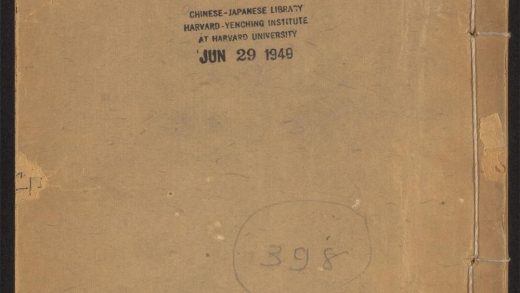 CHINESE-JAPANESE LIBRARY
HARVARD-YENCHING INSTITUTE
AT HARVARD UNIVERSITY
JUN 29 1949
398